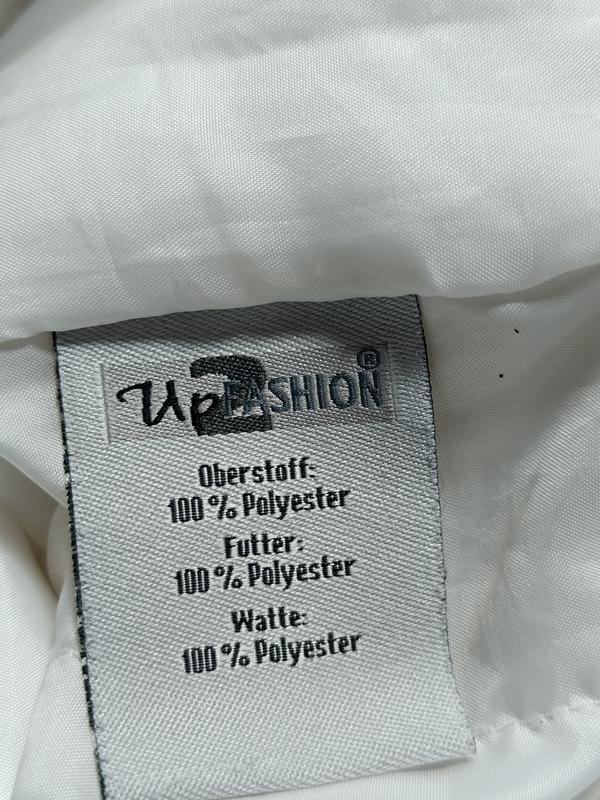 Up2FASHION®
Oberstoff:
100 % Polyester
Futter:
100 % Polyester
Watte:
100 % Polyester